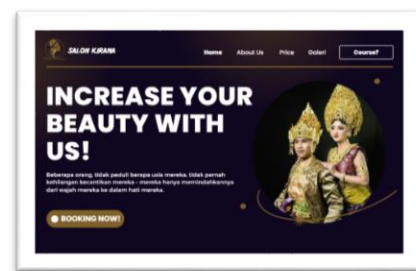 SALON KIRANA
Home About Us Price Galeri Course?
INCREASE YOUR
BEAUTY WITH
US!
Beberapa orang, tidak peduli berapa usia mereka, tidak pernah
kehilangan kecantikan mereka - mereka hanya memindahkannya
dari wajah mereka ke dalam hati mereka.
BOOKING NOW!